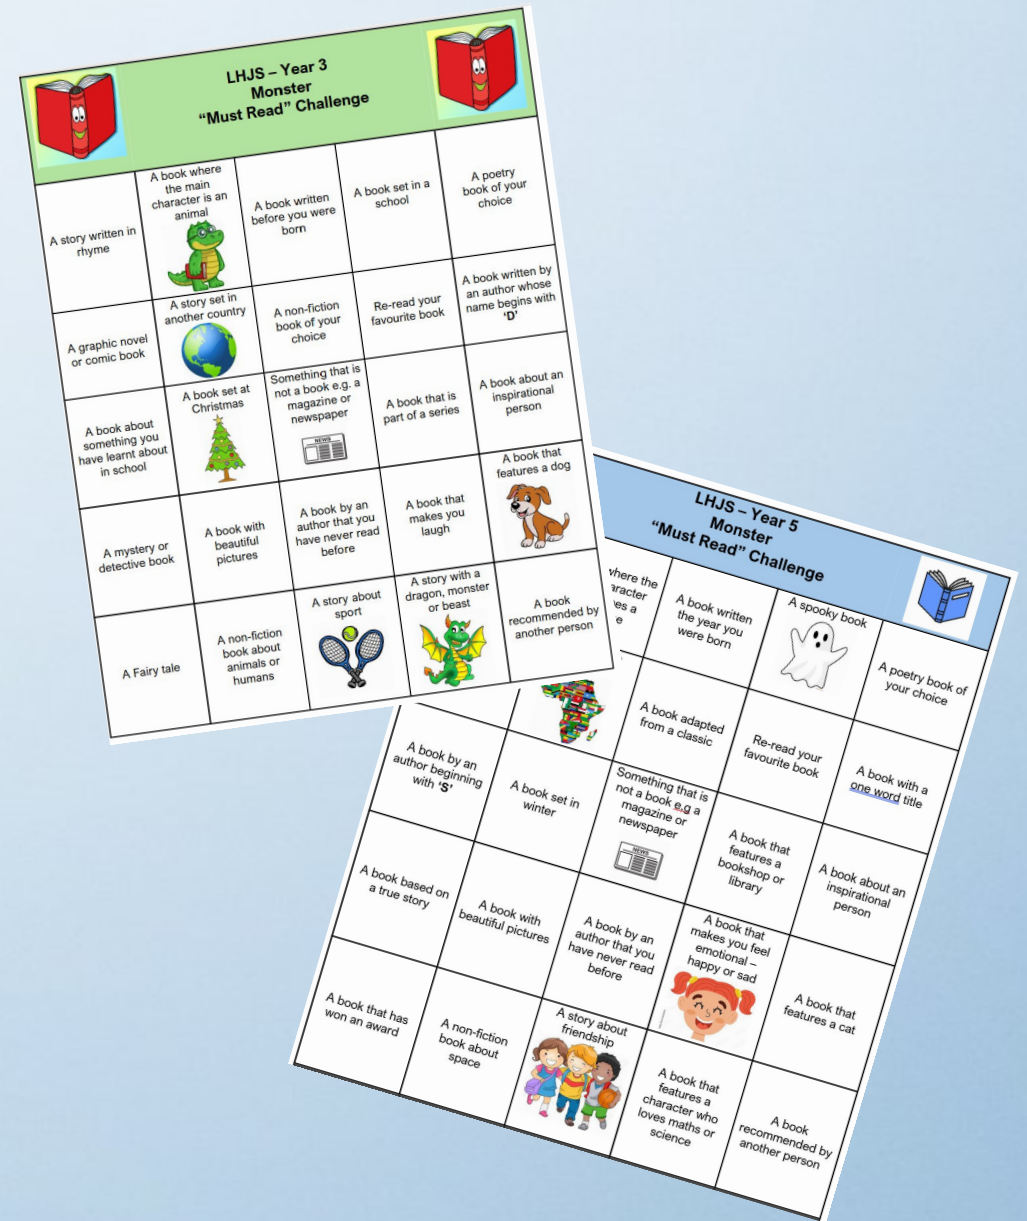 LHJS – Year 3
Monster
“Must Read” Challenge
A story written in
rhyme
A book where
the main
character is an
animal
A book written
before you were
born
A book set in a
school
A poetry
book of your
choice
A graphic novel
or comic book
A story set in
another country
A non-fiction
book of your
choice
Re-read your
favourite book
A book written by
an author whose
name begins with
‘D’
A book about
something you
have learnt about
in school
A book set at
Christmas
Something that is
not a book e.g. a
magazine or
newspaper
NEWS
A book that is
part of a series
A book about an
inspirational
person
A mystery or
detective book
A book with
beautiful
pictures
A book by an
author that you
have never read
before
A book that
makes you
laugh
A book that
features a dog
A Fairy tale
A non-fiction
book about
animals or
humans
A story about
sport
A story with a
dragon, monster
or beast
A book
recommended by
another person
LHJS – Year 5
Monster
“Must Read” Challenge
where the
a
A book written
the year you
were born
A spooky book
A poetry book of
your choice
A book adapted
from a classic
Re-read your
favourite book
A book with a
one word title
A book by an
author beginning
with ‘S’
A book set in
winter
Something that is
not a book e.g a
magazine or
newspaper
NEWS
A book that
features a
bookshop or
library
A book about an
inspirational
person
A book based on
a true story
A book with
beautiful pictures
A book by an
author that you
have never read
before
A book that
makes you feel
emotional –
happy or sad
A book that
features a cat
A book that has
won an award
A non-fiction
book about
space
A story about
friendship
A book that
features a
character who
loves maths or
science
A book
recommended by
another person